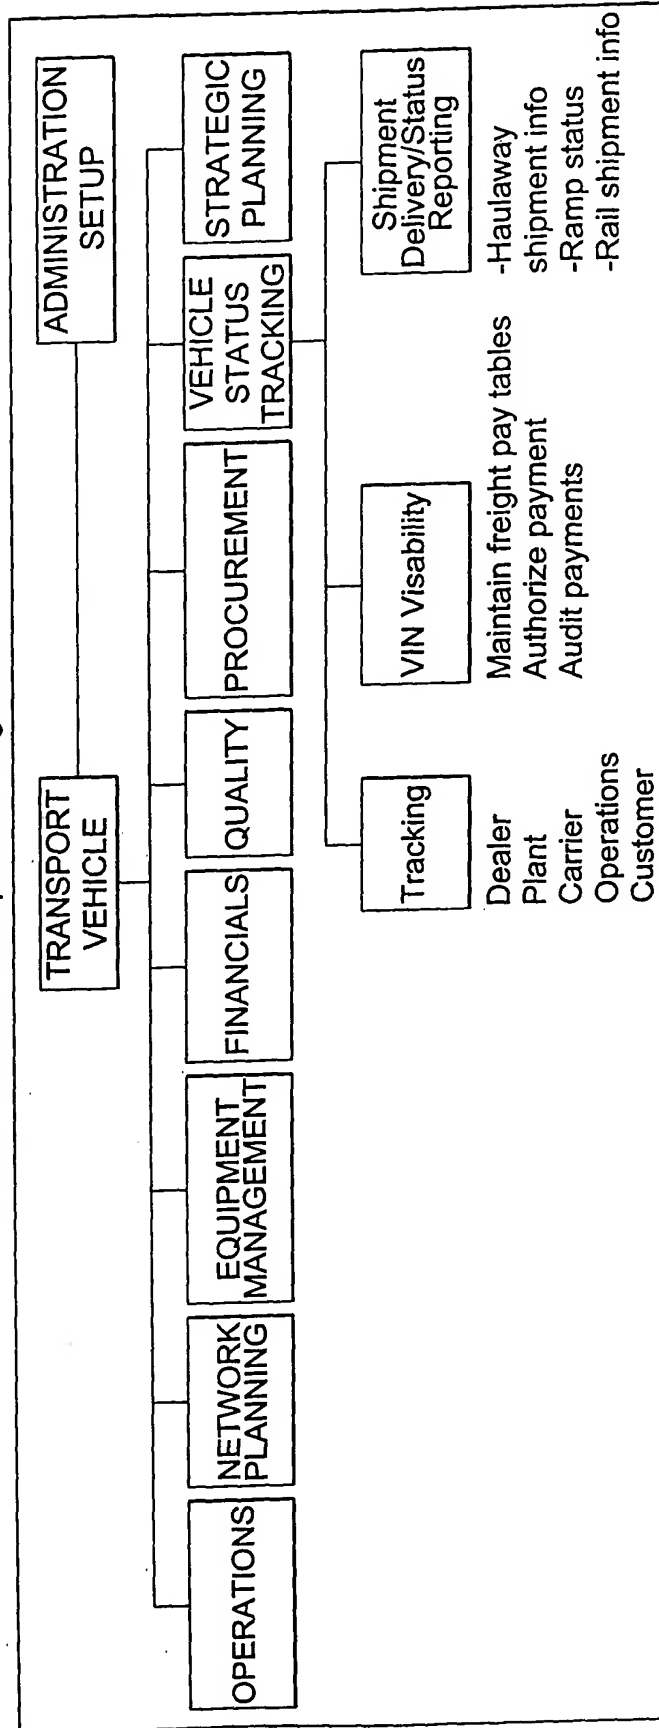 TRANSPORT
VEHICLE
ADMINISTRATION
SETUP
OPERATIONS
NETWORK
PLANNING
EQUIPMENT
MANAGEMENT
FINANCIALS
QUALITY
PROCUREMENT
VEHICLE
STATUS
TRACKING
STRATEGIC
PLANNING
Tracking
Dealer
Plant
Carrier
Operations
Customer
VIN Visability
Maintain freight pay tables
Authorize payment
Audit payments
Shipment
Delivery/Status
Reporting
-Haulaway
shipment info
-Ramp status
-Rail shipment info